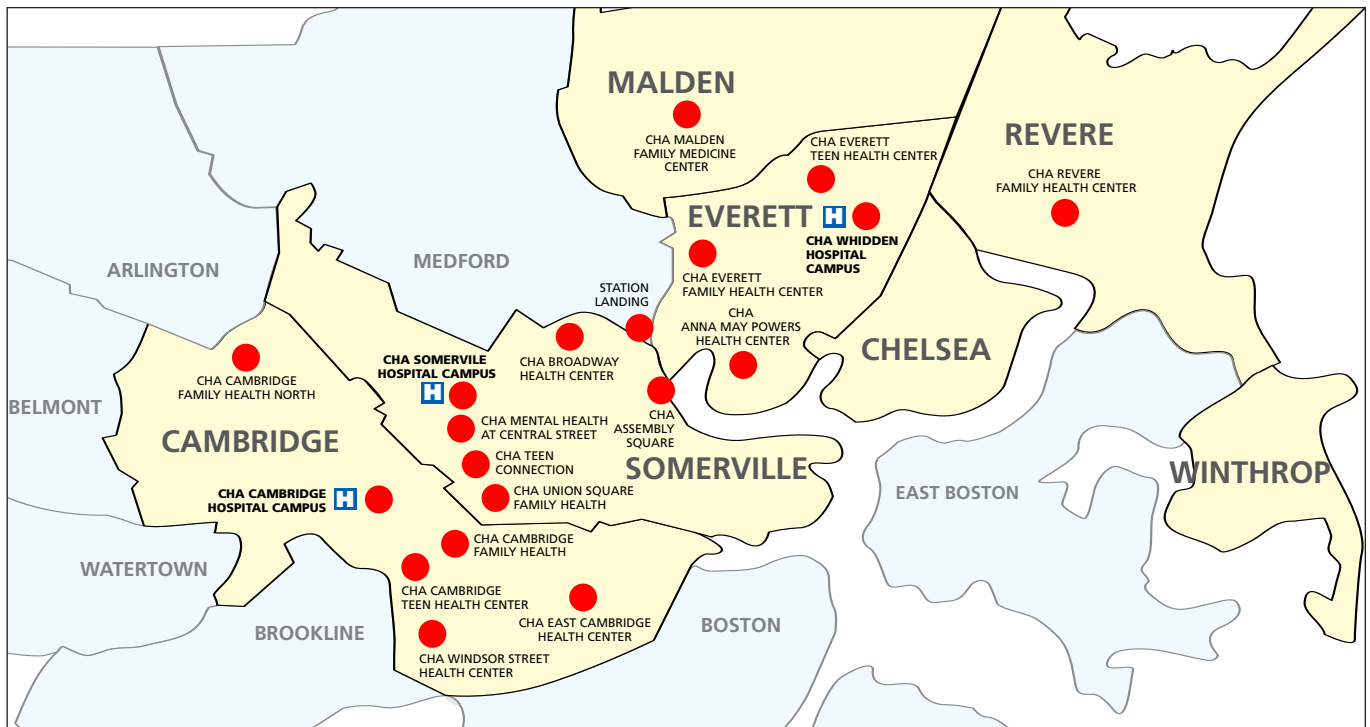 MALDEN
CHA MALDEN
FAMILY MEDICINE
CENTER
REVERE
CHA REVERE
FAMILY HEALTH CENTER
CHA EVERETT
TEEN HEALTH CENTER
EVERETT
H
CHA WHIDDEN
HOSPITAL
CAMPUS
CHA EVERETT
FAMILY HEALTH CENTER
ARLINGTON
MEDFORD
STATION
LANDING
CHA
ANNA MAY POWERS
HEALTH CENTER
CHELSEA
CHA BROADWAY
HEALTH CENTER
CHA SOMERVILE
HOSPITAL CAMPUS
H
CHA CAMBRIDGE
FAMILY HEALTH NORTH
BELMONT
CHA MENTAL HEALTH
AT CENTRAL STREET
CHA
ASSEMBLY
SQUARE
CAMBRIDGE
CHA TEEN
CONNECTION
SOMERVILLE
WINTHROP
EAST BOSTON
CHA CAMBRIDGE
HOSPITAL CAMPUS
H
CHA UNION SQUARE
FAMILY HEALTH
CHA CAMBRIDGE
FAMILY HEALTH
WATERTOWN
CHA CAMBRIDGE
TEEN HEALTH CENTER
CHA EAST CAMBRIDGE
HEALTH CENTER
BROOKLINE
BOSTON
CHA WINDSOR STREET
HEALTH CENTER